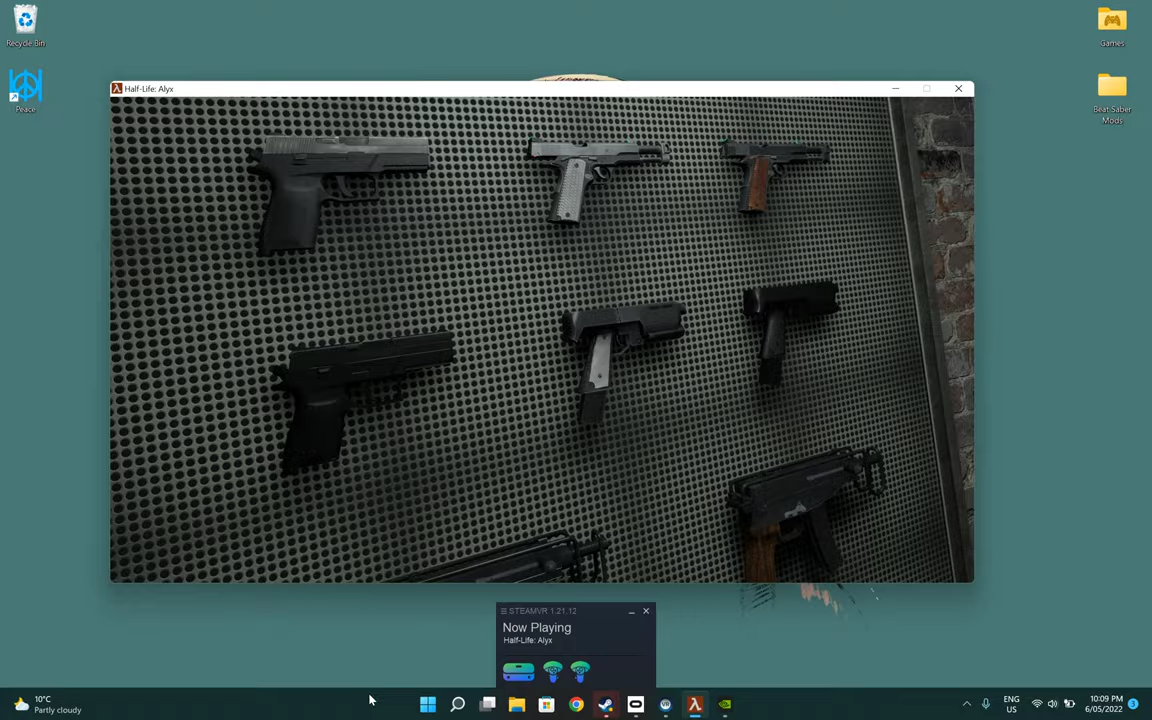 Recycle Bin
Peace
Games
Beat Saber
Mods
Half-Life: Alyx
STEAMVR 1.21.12
Now Playing
Half-Life: Alyx
10°C
Partly cloudy
ENG
US
10:09 PM
6/05/2022
3